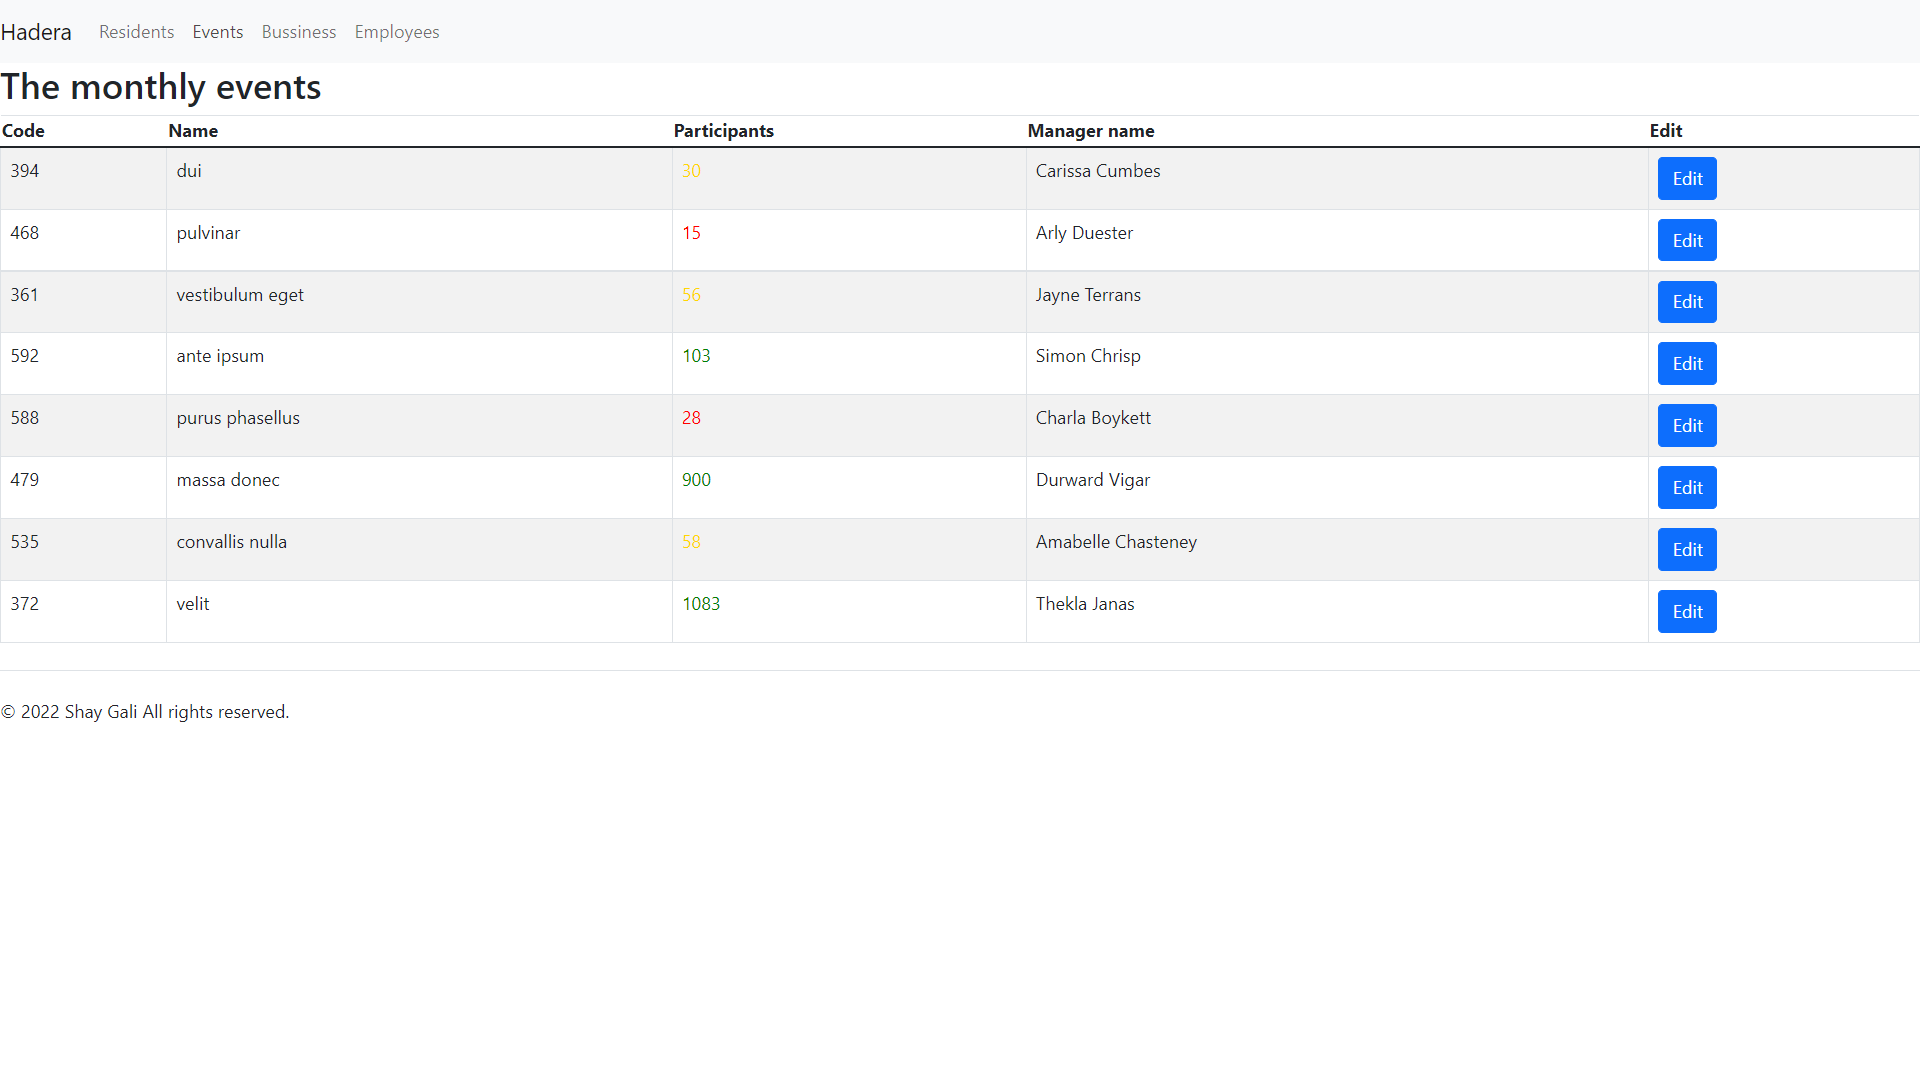 Hadera Residents Events Bussiness Employees
The monthly events
Code Name Participants Manager name Edit
394 dui 30 Carissa Cumbes Edit
468 pulvinar 15 Arly Duester Edit
361 vestibulum eget 56 Jayne Terrans Edit
592 ante ipsum 103 Simon Chrisp Edit
588 purus phasellus 28 Charla Boykett Edit
479 massa donec 900 Durward Vigar Edit
535 convallis nulla 58 Amabelle Chasteney Edit
372 velit 1083 Thekla Janas Edit
© 2022 Shay Gali All rights reserved.